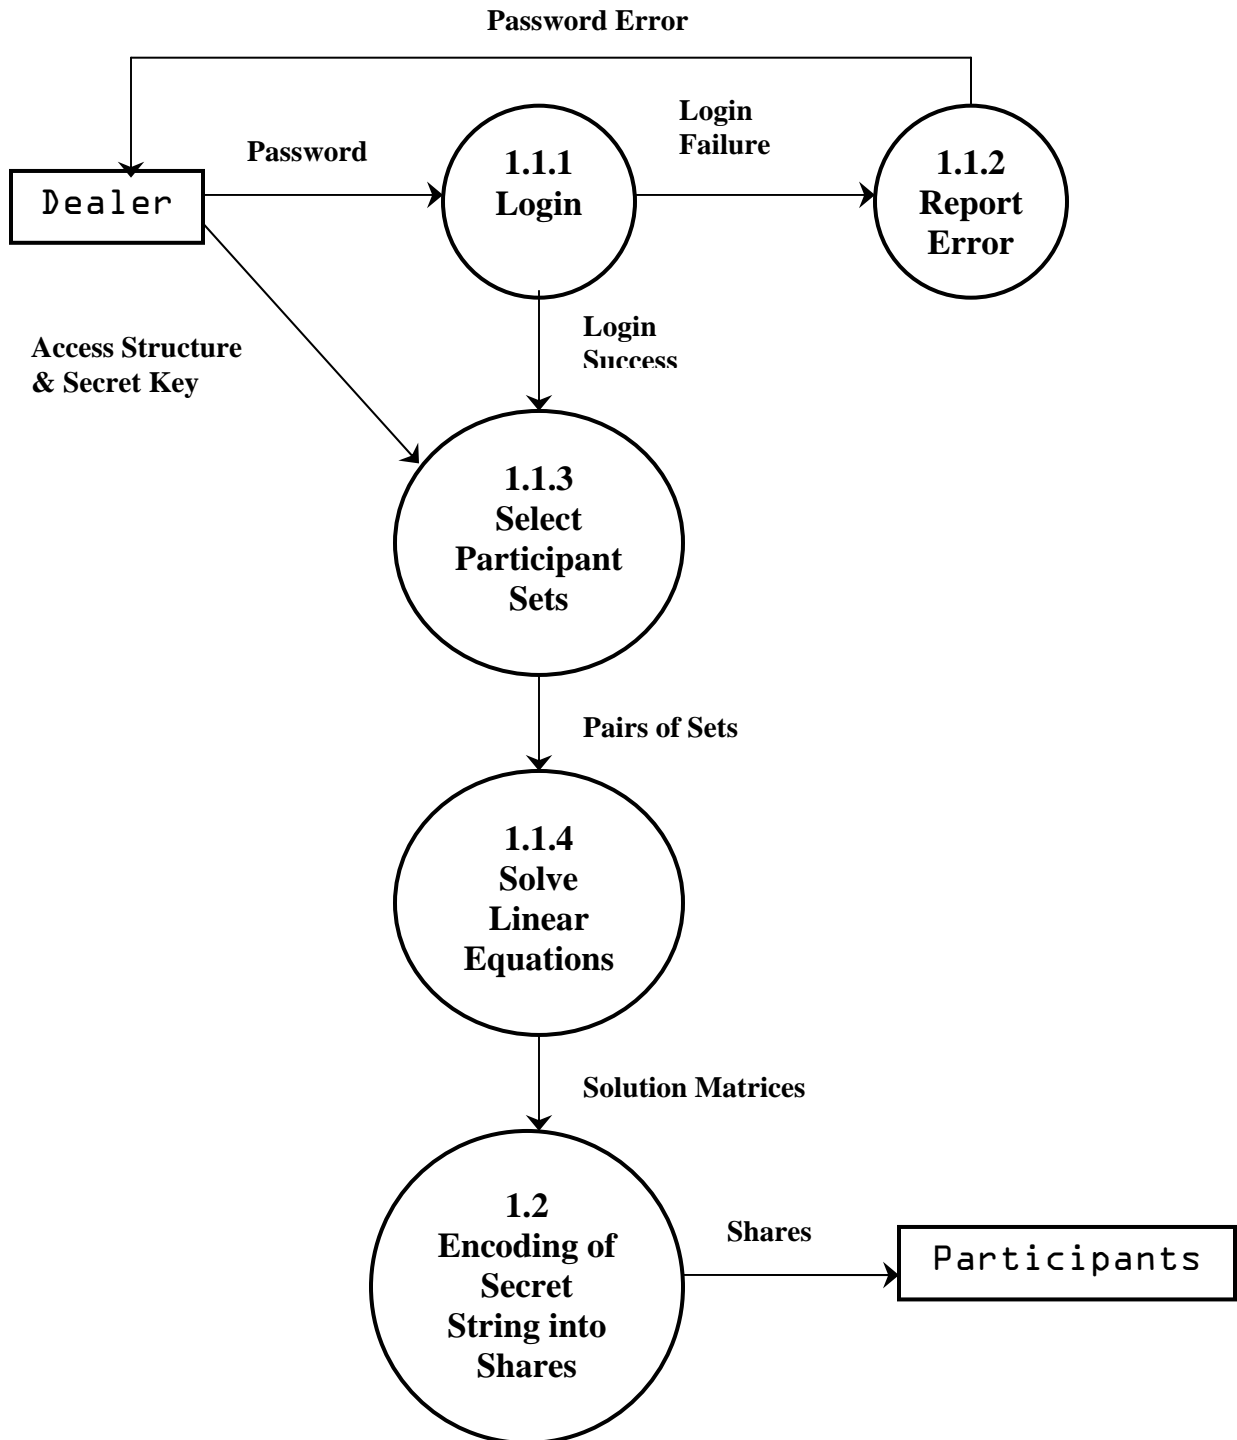 Password Error
Login
Failure
Password
1.1.1
Login
1.1.2
Report
Error
Dealer
Login
Success
Access Structure
& Secret Key
1.1.3
Select
Participant
Sets
Pairs of Sets
1.1.4
Solve
Linear
Equations
Solution Matrices
1.2
Encoding of
Secret
String into
Shares
Shares
Participants